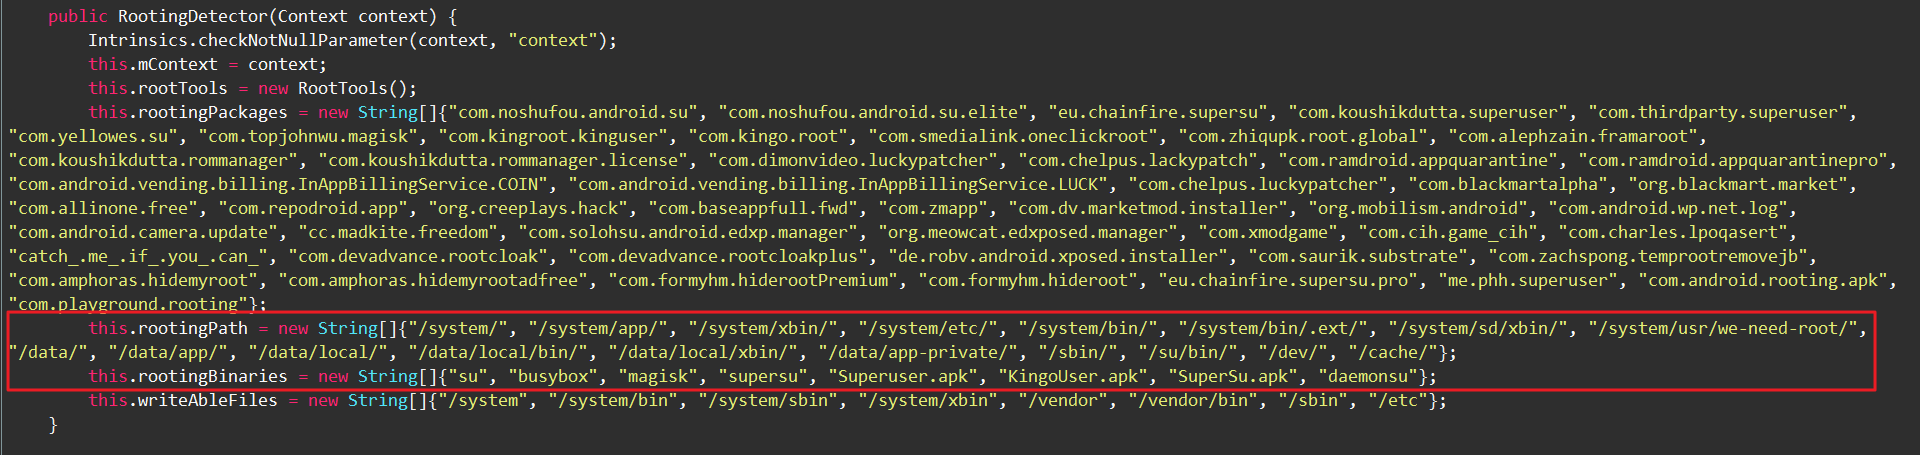 public RootingDetector(Context context) {
Intrinsics.checkNotNullParameter(context, "context");
this.mContext = context;
this.rootTools = new RootTools();
this.rootingPackages = new String[]{"com.noshufou.android.su", "com.noshufou.android.su.elite", "eu.chainfire.supersu", "com.koushikdutta.superuser", "com.thirdparty.superuser",
"com.yellowes.su", "com.topjohnwu.magisk", "com.kingroot.kinguser", "com.kingo.root", "com.smedialink.oneclickroot", "com.zhiqupk.root.global", "com.alephzain.framaroot",
"com.koushikdutta.rommanager", "com.koushikdutta.rommanager.license", "com.dimonvideo.luckypatcher", "com.chelpus.lackypatch", "com.ramdroid.appquarantine", "com.ramdroid.appquarantinepro",
"com.android.vending.billing.InAppBillingService.COIN", "com.android.vending.billing.InAppBillingService.LUCK", "com.chelpus.luckypatcher", "com.blackmartalpha", "org.blackmart.market",
"com.allinone.free", "com.repodroid.app", "org.creeplays.hack", "com.baseappfull.fwd", "com.zmapp", "com.dv.marketmod.installer", "org.mobilism.android", "com.android.wp.net.log",
"com.android.camera.update", "cc.madkite.freedom", "com.solohsu.android.edxp.manager", "org.meowcat.edxposed.manager", "com.xmodgame", "com.cih.game_cih", "com.charles.lpoqasert",
"catch_.me_.if_.you_.can_", "com.devadvance.rootcloak", "com.devadvance.rootcloakplus", "de.robv.android.xposed.installer", "com.saurik.substrate", "com.zachspong.temprootremovejb",
"com.amphoras.hidemyroot", "com.amphoras.hidemyrootadfree", "com.formyhm.hiderootPremium", "com.formyhm.hideroot", "eu.chainfire.supersu.pro", "me.phh.superuser", "com.android.rooting.apk",
"com.playground.rooting"};
this.rootingPath = new String[]{"/system/", "/system/app/", "/system/xbin/", "/system/etc/", "/system/bin/", "/system/bin/.ext/", "/system/sd/xbin/", "/system/usr/we-need-root/",
"/data/", "/data/app/", "/data/local/", "/data/local/bin/", "/data/local/xbin/", "/data/app-private/", "/sbin/", "/su/bin/", "/dev/", "/cache/"};
this.rootingBinaries = new String[]{"su", "busybox", "magisk", "supersu", "Superuser.apk", "KingoUser.apk", "SuperSu.apk", "daemonsu"};
this.writeAbleFiles = new String[]{"/system", "/system/bin", "/system/sbin", "/system/xbin", "/vendor", "/vendor/bin", "/sbin", "/etc"};
}